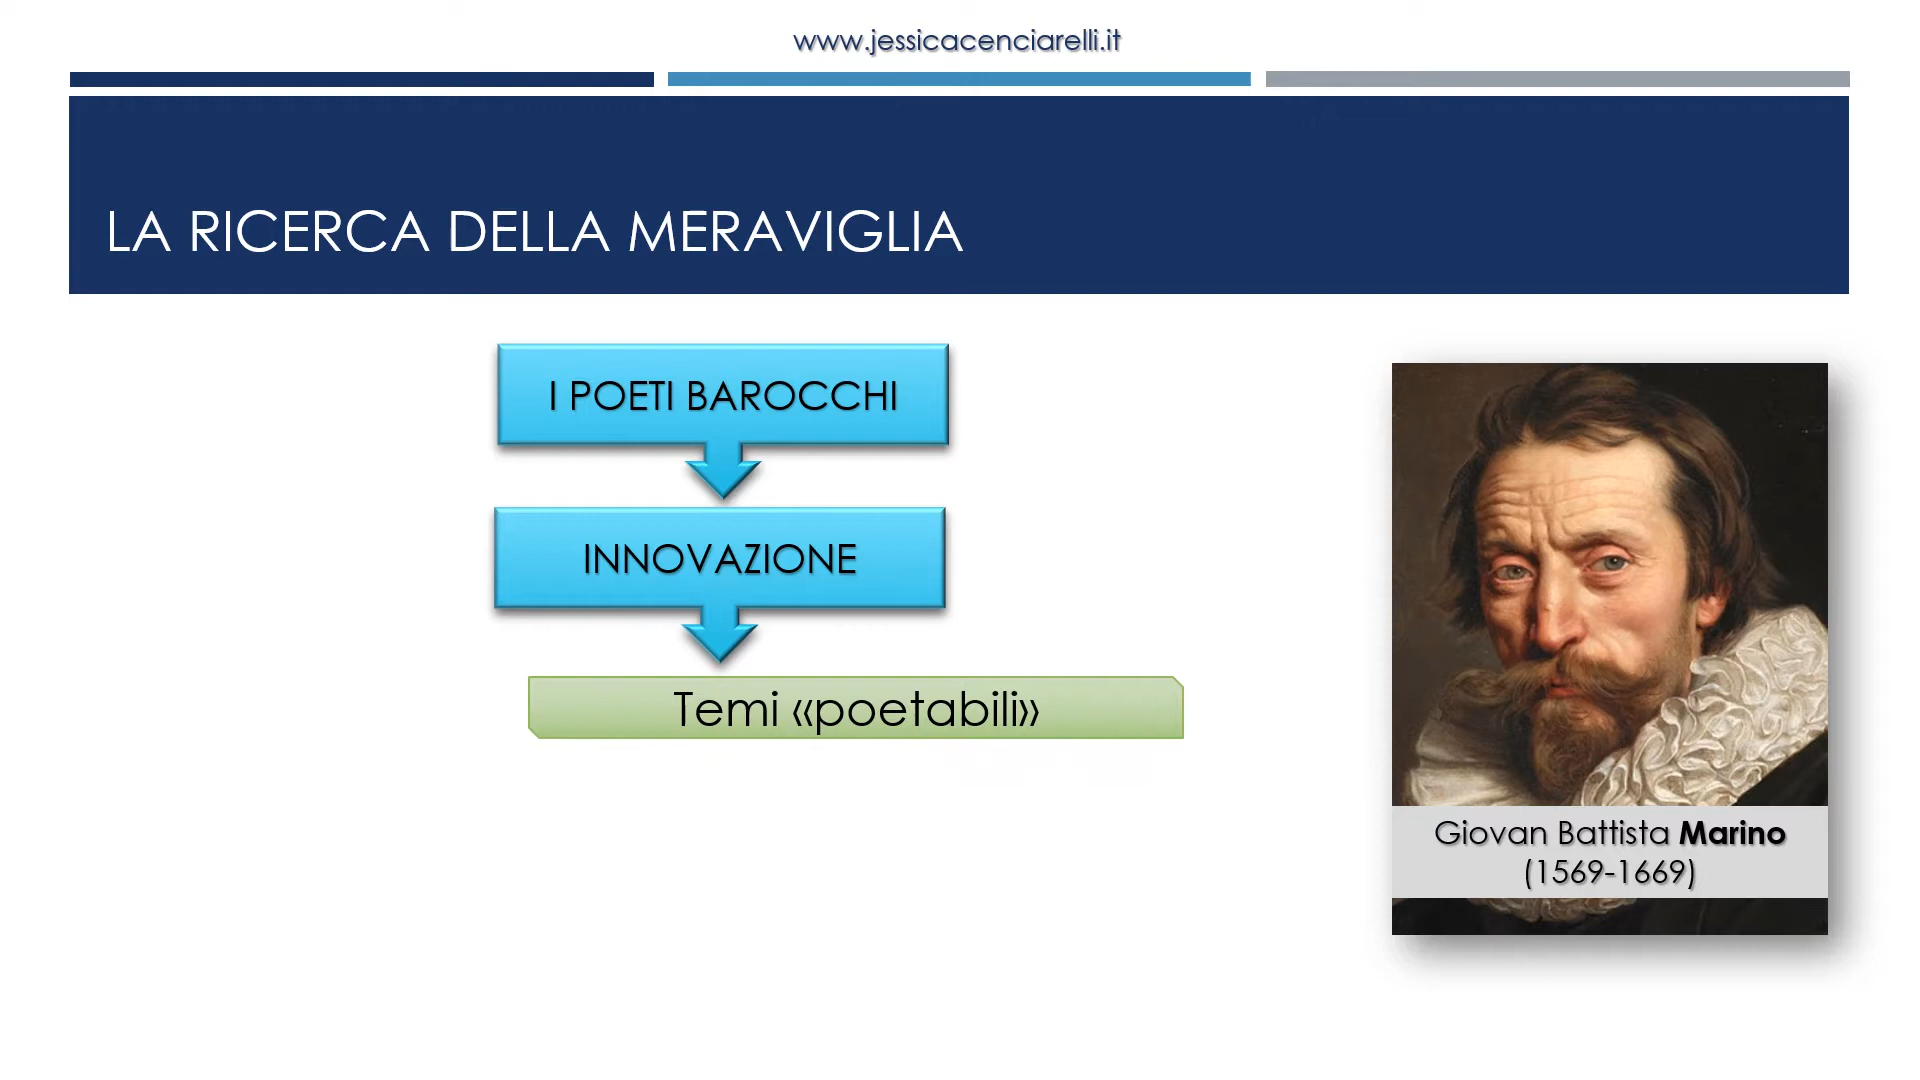 www.jessicacenciarelli.it
LA RICERCA DELLA MERAVIGLIA
I POETI BAROCCHI
INNOVAZIONE
Temi «poetabili»
Giovan Battista Marino
(1569-1669)